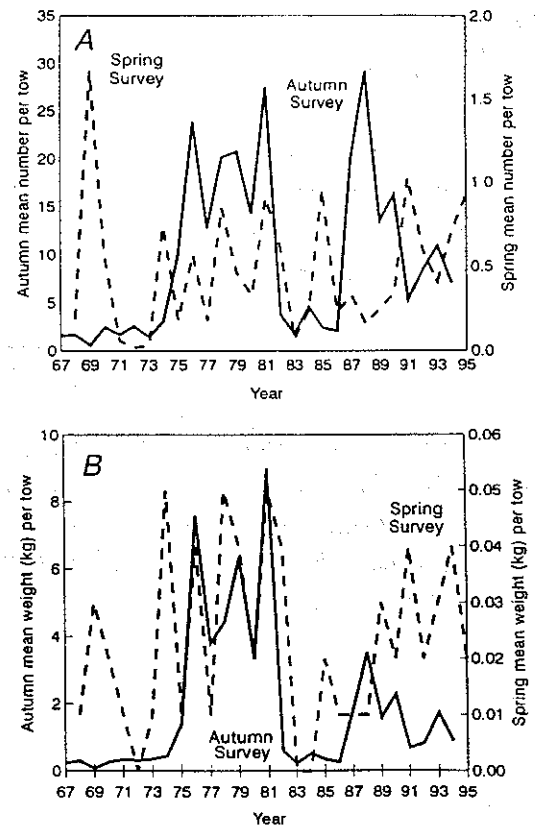 A
Spring
Survey
Autumn
Survey
35
30
25
20
15
10
5
0
Autumn mean number per tow
2.0
1.5
1.0
0.5
0.0
Spring mean number per tow
67 69 71 73 75 77 79 81 83 85 87 89 91 93 95
Year
B
Spring
Survey
Autumn
Survey
10
8
6
4
2
0
Autumn mean weight (kg) per tow
0.06
0.05
0.04
0.03
0.02
0.01
0.00
Spring mean weight (kg) per tow
67 69 71 73 75 77 79 81 83 85 87 89 91 93 95
Year